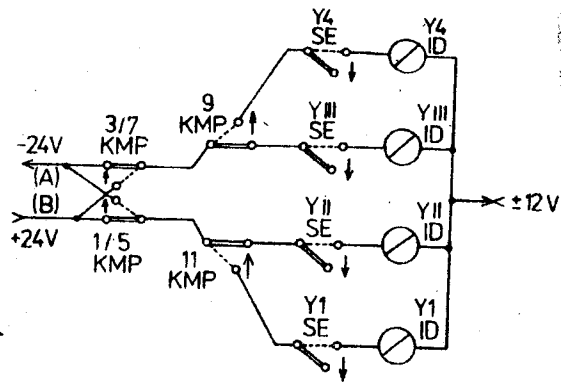 Y4
SE
Y4
ID
9
KMP
YIII
SE
YIII
ID
3/7
KMP
-24V
(A)
(B)
+24V
1/5
KMP
±12V
YII
SE
YII
ID
11
KMP
Y1
SE
Y1
ID